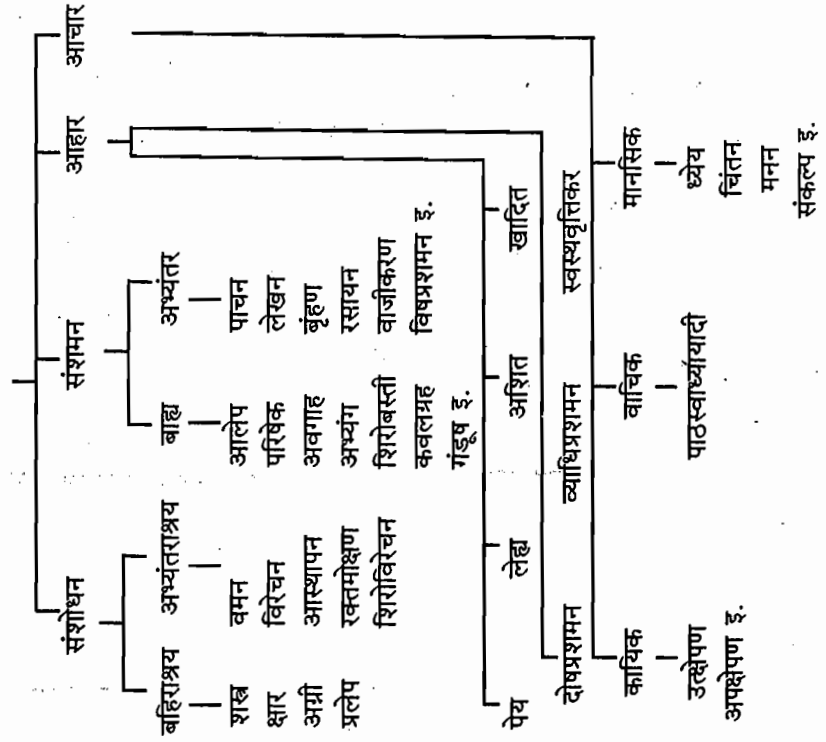 संशोधन संशमन आहार आचार
बहिराश्रय अभ्यंतराश्रय बाह्य अभ्यंतर
शस्त्र वमन आलेप पाचन
क्षार विरेचन परिषेक लेखन
अग्नी आस्थापन अवगाह बृंहण
प्रलेप रक्तमोक्षण अभ्यंग रसायन
शिरोविरेचन शिरोबस्ती वाजीकरण
कवलग्रह विषप्रशमन इ.
गंडूष इ.
पेय लेह्य अशित खादित
दोषप्रशमन व्याधिप्रशमन स्वस्थवृत्तिकर
कायिक वाचिक मानसिक
उत्क्षेपण पाठस्वाध्यायादी ध्येय
अपक्षेपण इ. चिंतन
मनन
संकल्प इ.